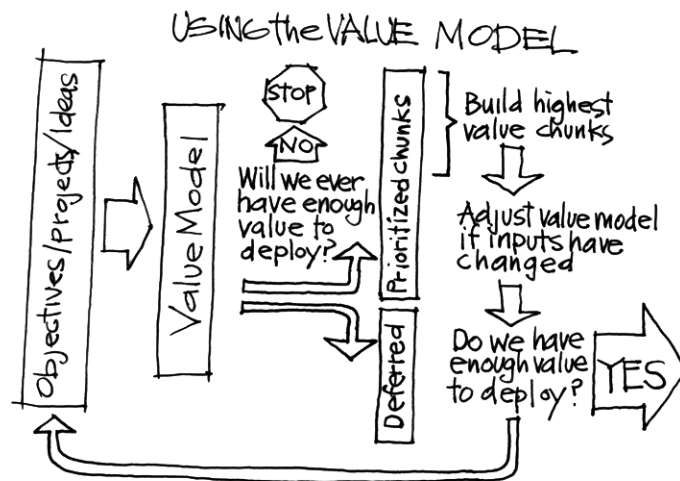 USING the VALUE MODEL
Objectives/Projects/Ideas
Value Model
STOP
NO
Will we ever
have enough
value to
deploy?
Prioritized chunks
Deferred
Build highest
value chunks
Adjust value model
if inputs have
changed
Do we have
enough value
to deploy?
YES